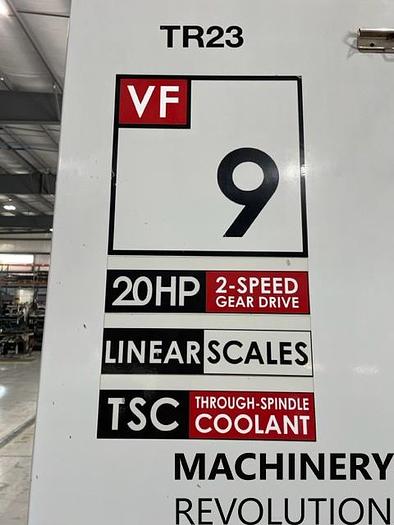 TR23
VF
9
20HP 2-SPEED
GEAR DRIVE
LINEAR SCALES
TSC THROUGH-SPINDLE
COOLANT
MACHINERY
REVOLUTION